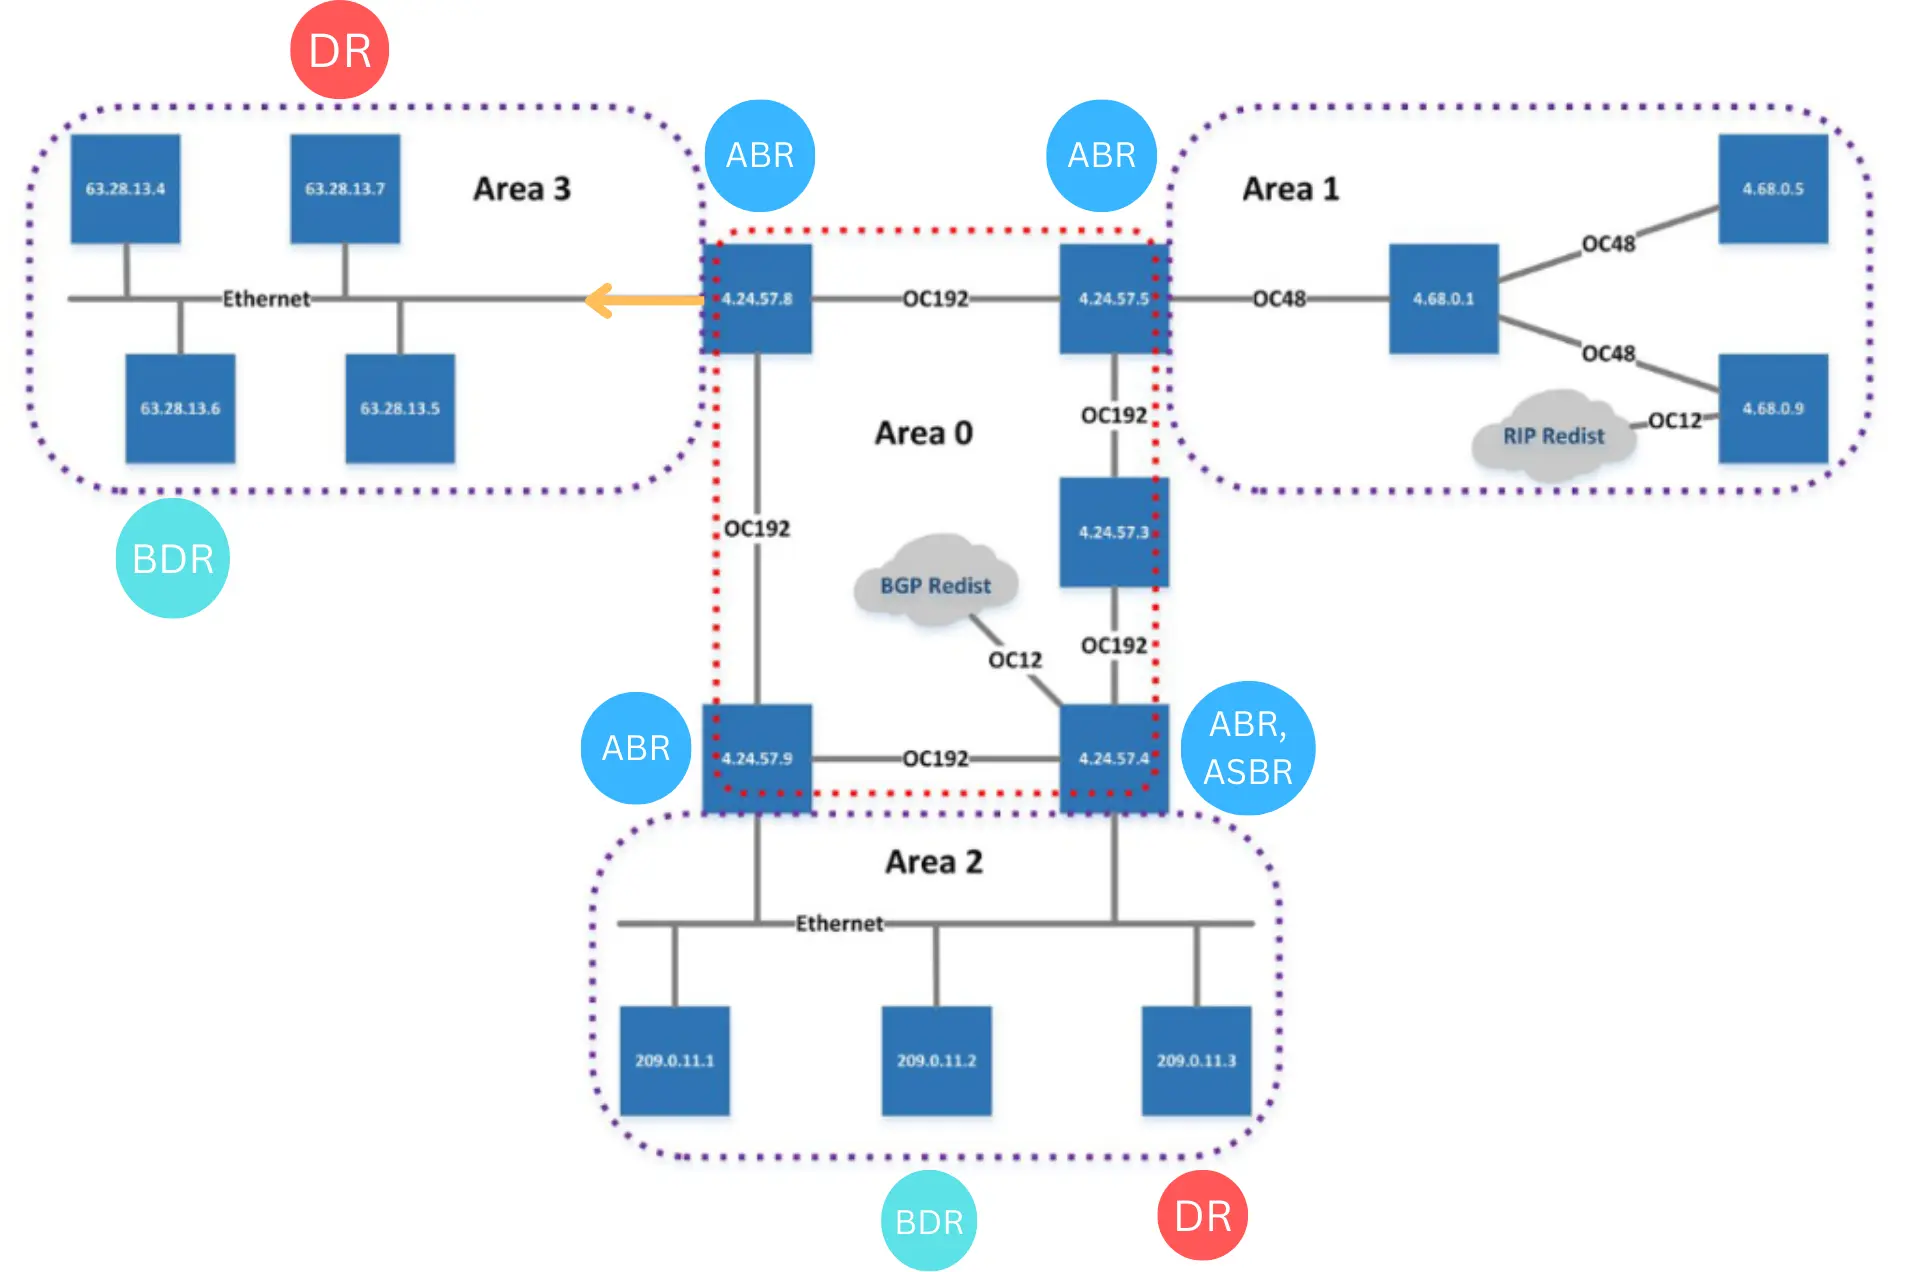 DR
ABR
ABR
63.28.13.4
63.28.13.7
Area 3
Area 1
4.68.0.5
OC48
Ethernet
4.24.57.8
OC192
4.24.57.5
OC48
4.68.0.1
OC48
63.28.13.6
63.28.13.5
OC192
4.68.0.9
OC12
RIP Redist
Area 0
OC192
4.24.57.3
BDR
BGP Redist
OC192
OC12
ABR
4.24.57.9
OC192
4.24.57.4
ABR,
ASBR
Area 2
Ethernet
209.0.11.1
209.0.11.2
209.0.11.3
BDR
DR